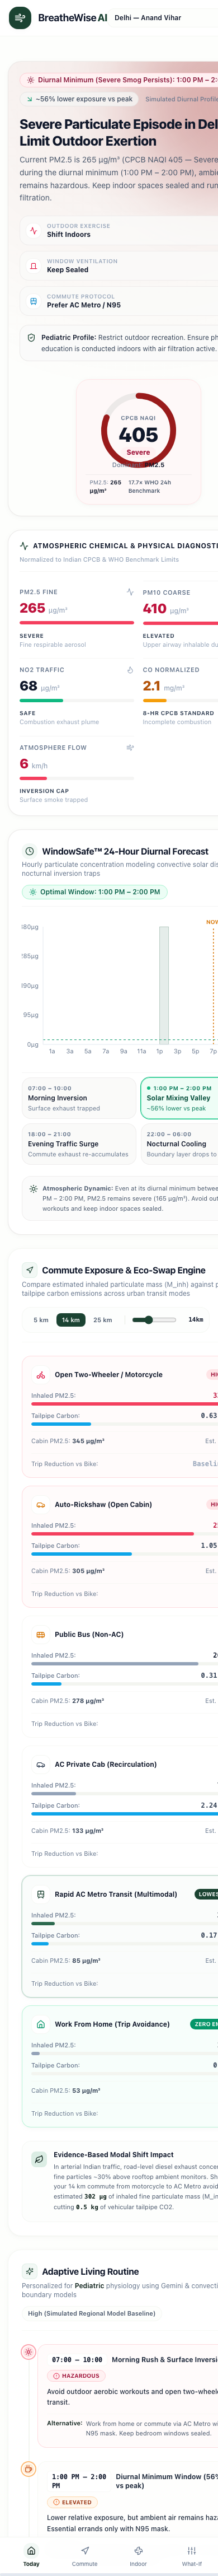 BreatheWise AI
Delhi — Anand Vihar
Diurnal Minimum (Severe Smog Persists): 1:00 PM – 2:
~56% lower exposure vs peak
Simulated Diurnal Profile
Severe Particulate Episode in Del
Limit Outdoor Exertion
Current PM2.5 is 265 µg/m³ (CPCB NAQI 405 — Severe
during the diurnal minimum (1:00 PM – 2:00 PM), ambie
remains hazardous. Keep indoor spaces sealed and run
filtration.
OUTDOOR EXERCISE
Shift Indoors
WINDOW VENTILATION
Keep Sealed
COMMUTE PROTOCOL
Prefer AC Metro / N95
Pediatric Profile: Restrict outdoor recreation. Ensure ph
education is conducted indoors with air filtration active.
CPCB NAQI
405
Severe
PM2.5
PM2.5: 265
µg/m³
17.7× WHO 24h
Benchmark
ATMOSPHERIC CHEMICAL & PHYSICAL DIAGNOSTI
Normalized to Indian CPCB & WHO Benchmark Limits
PM2.5 FINE
265 µg/m³
SEVERE
Fine respirable aerosol
PM10 COARSE
410 µg/m³
ELEVATED
Upper airway inhalable du
NO2 TRAFFIC
68 µg/m³
SAFE
Combustion exhaust plume
CO NORMALIZED
2.1 mg/m³
8-HR CPCB STANDARD
Incomplete combustion
ATMOSPHERE FLOW
6 km/h
INVERSION CAP
Surface smoke trapped
WindowSafe™ 24-Hour Diurnal Forecast
Hourly particulate concentration modeling convective solar dis
nocturnal inversion traps
Optimal Window: 1:00 PM – 2:00 PM
NOW
380µg
285µg
190µg
95µg
0µg
1a 3a 5a 7a 9a 11a 1p 3p 5p 7p
07:00 – 10:00
Morning Inversion
Surface exhaust trapped
1:00 PM – 2:00 PM
Solar Mixing Valley
~56% lower vs peak
18:00 – 21:00
Evening Traffic Surge
Commute exhaust re-accumulates
22:00 – 06:00
Nocturnal Cooling
Boundary layer drops to
Atmospheric Dynamic: Even at its diurnal minimum betwee
PM – 2:00 PM, PM2.5 remains severe (165 µg/m³). Avoid out
workouts and keep indoor spaces sealed.
Commute Exposure & Eco-Swap Engine
Compare estimated inhaled particulate mass (M_inh) against p
tailpipe carbon emissions across urban transit modes
5 km 14 km 25 km
14km
Open Two-Wheeler / Motorcycle
Inhaled PM2.5:
Tailpipe Carbon: 0.63
Cabin PM2.5: 345 µg/m³
Est.
Trip Reduction vs Bike: Baseli
Auto-Rickshaw (Open Cabin)
Inhaled PM2.5:
Tailpipe Carbon: 1.05
Cabin PM2.5: 305 µg/m³
Est.
Trip Reduction vs Bike:
Public Bus (Non-AC)
Inhaled PM2.5:
Tailpipe Carbon: 0.31
Cabin PM2.5: 278 µg/m³
Est.
Trip Reduction vs Bike:
AC Private Cab (Recirculation)
Inhaled PM2.5:
Tailpipe Carbon: 2.24
Cabin PM2.5: 133 µg/m³
Est.
Trip Reduction vs Bike:
Rapid AC Metro Transit (Multimodal)
LOWES
Inhaled PM2.5:
Tailpipe Carbon: 0.17
Cabin PM2.5: 85 µg/m³
Est.
Trip Reduction vs Bike:
Work From Home (Trip Avoidance)
ZERO EM
Inhaled PM2.5:
Tailpipe Carbon: 0
Cabin PM2.5: 53 µg/m³
Est.
Trip Reduction vs Bike:
Evidence-Based Modal Shift Impact
In arterial Indian traffic, road-level diesel exhaust concen
fine particles ~30% above rooftop ambient monitors. Sh
your 14 km commute from motorcycle to AC Metro avoid
estimated 302 µg of inhaled fine particulate mass (M_in
cutting 0.5 kg of vehicular tailpipe CO2.
Adaptive Living Routine
Personalized for Pediatric physiology using Gemini & convecti
boundary models
High (Simulated Regional Model Baseline)
07:00 – 10:00
Morning Rush & Surface Inversi
HAZARDOUS
Avoid outdoor aerobic workouts and open two-wheele
transit.
Alternative: Work from home or commute via AC Metro wi
N95 mask. Keep bedroom windows sealed.
1:00 PM – 2:00
PM
Diurnal Minimum Window (56%
vs peak)
ELEVATED
Lower relative exposure, but ambient air remains haza
Essential errands only with N95 mask.
Today
Commute
Indoor
What-If